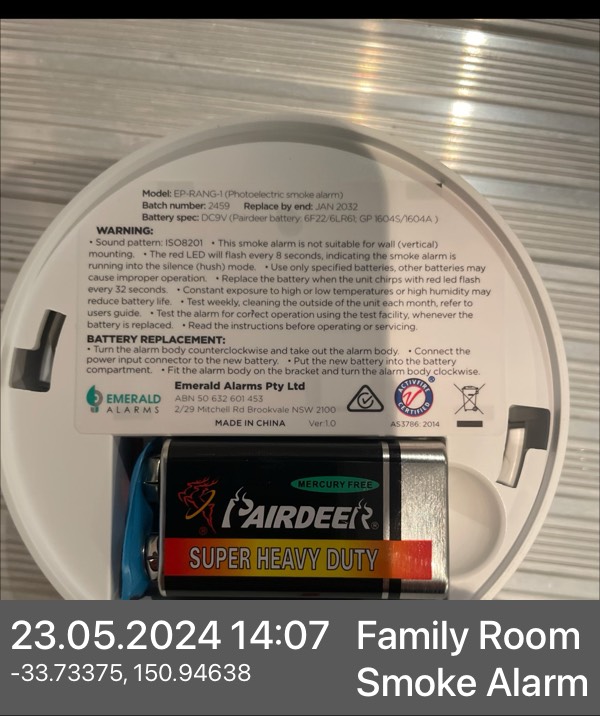 Model: EP-RANG-1 (Photoelectric smoke alarm)
Batch number: 2459 Replace by end: JAN 2032
Battery spec: DC9V (Pairdeer battery, 6F22/6LR61, GP 1604S/1604A )
WARNING:
• Sound pattern: ISO8201 • This smoke alarm is not suitable for wall (vertical)
mounting. • The red LED will flash every 8 seconds, indicating the smoke alarm is
running into the silence (hush) mode. • Use only specified batteries, other batteries may
cause improper operation. • Replace the battery when the unit chirps with red led flash
every 32 seconds. • Constant exposure to high or low temperatures or high humidity may
reduce battery life. • Test weekly, cleaning the outside of the unit each month, refer to
users guide. • Test the alarm for correct operation using the test facility, whenever the
battery is replaced. • Read the instructions before operating or servicing.
BATTERY REPLACEMENT:
• Turn the alarm body counterclockwise and take out the alarm body. • Connect the
power input connector to the new battery. • Put the new battery into the battery
compartment. • Fit the alarm body on the bracket and turn the alarm body clockwise.
EMERALD
ALARMS
Emerald Alarms Pty Ltd
ABN 50 632 601 453
2/29 Mitchell Rd Brookvale NSW 2100
MADE IN CHINA Ver:1.0
ACTIVFIRE
CERTIFIED
®
AS3786: 2014
MERCURY FREE
PAIRDEER®
SUPER HEAVY DUTY
23.05.2024 14:07
-33.73375, 150.94638
Family Room
Smoke Alarm